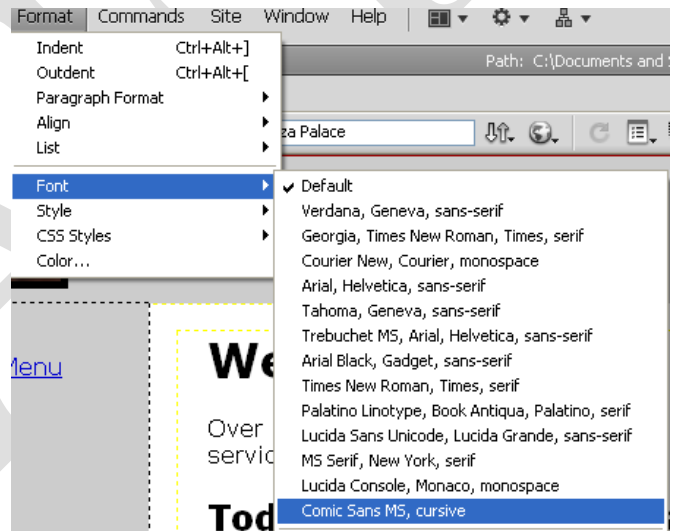 Format Commands Site Window Help
Indent Ctrl+Alt+]
Outdent Ctrl+Alt+[
Paragraph Format
Align
List
Font
Style
CSS Styles
Color...
Path: C:\Documents and
za Palace
Default
Verdana, Geneva, sans-serif
Georgia, Times New Roman, Times, serif
Courier New, Courier, monospace
Arial, Helvetica, sans-serif
Tahoma, Geneva, sans-serif
Trebuchet MS, Arial, Helvetica, sans-serif
Arial Black, Gadget, sans-serif
Times New Roman, Times, serif
Palatino Linotype, Book Antiqua, Palatino, serif
Lucida Sans Unicode, Lucida Grande, sans-serif
MS Serif, New York, serif
Lucida Console, Monaco, monospace
Comic Sans MS, cursive
Menu
We
Over
servic
Tod